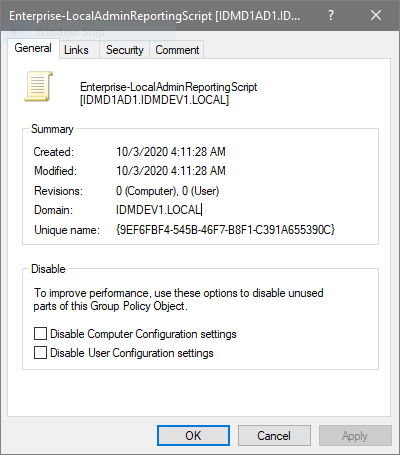 Enterprise-LocalAdminReportingScript [IDMD1AD1.ID...
Window Snip
General Links Security Comment
Enterprise-LocalAdminReportingScript
[IDMD1AD1.IDMDEV1.LOCAL]
Summary
Created: 10/3/2020 4:11:28 AM
Modified: 10/3/2020 4:11:28 AM
Revisions: 0 (Computer), 0 (User)
Domain: IDMDEV1.LOCAL
Unique name: {9EF6FBF4-545B-46F7-B8F1-C391A655390C}
Disable
To improve performance, use these options to disable unused
parts of this Group Policy Object.
Disable Computer Configuration settings
Disable User Configuration settings
OK Cancel Apply